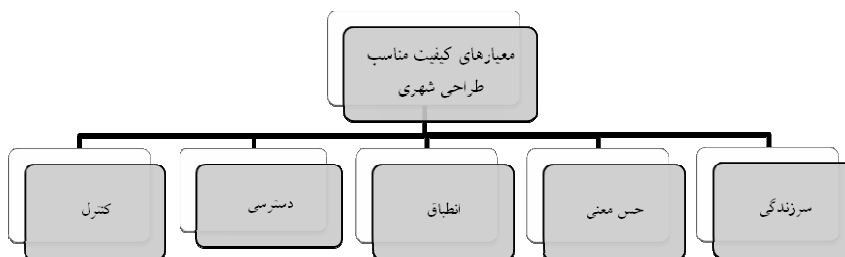 معیارهای کیفیت مناسب
طراحی شهری
سرزندگی
حس معنی
انطباق
دسترسی
کنترل